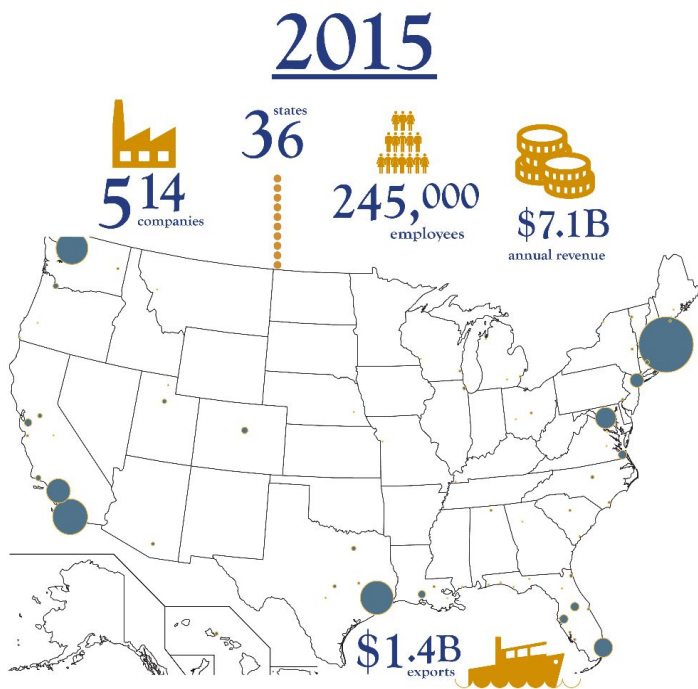 2015
states
36
514
companies
245,000
employees
$7.1B
annual revenue
$1.4B
exports